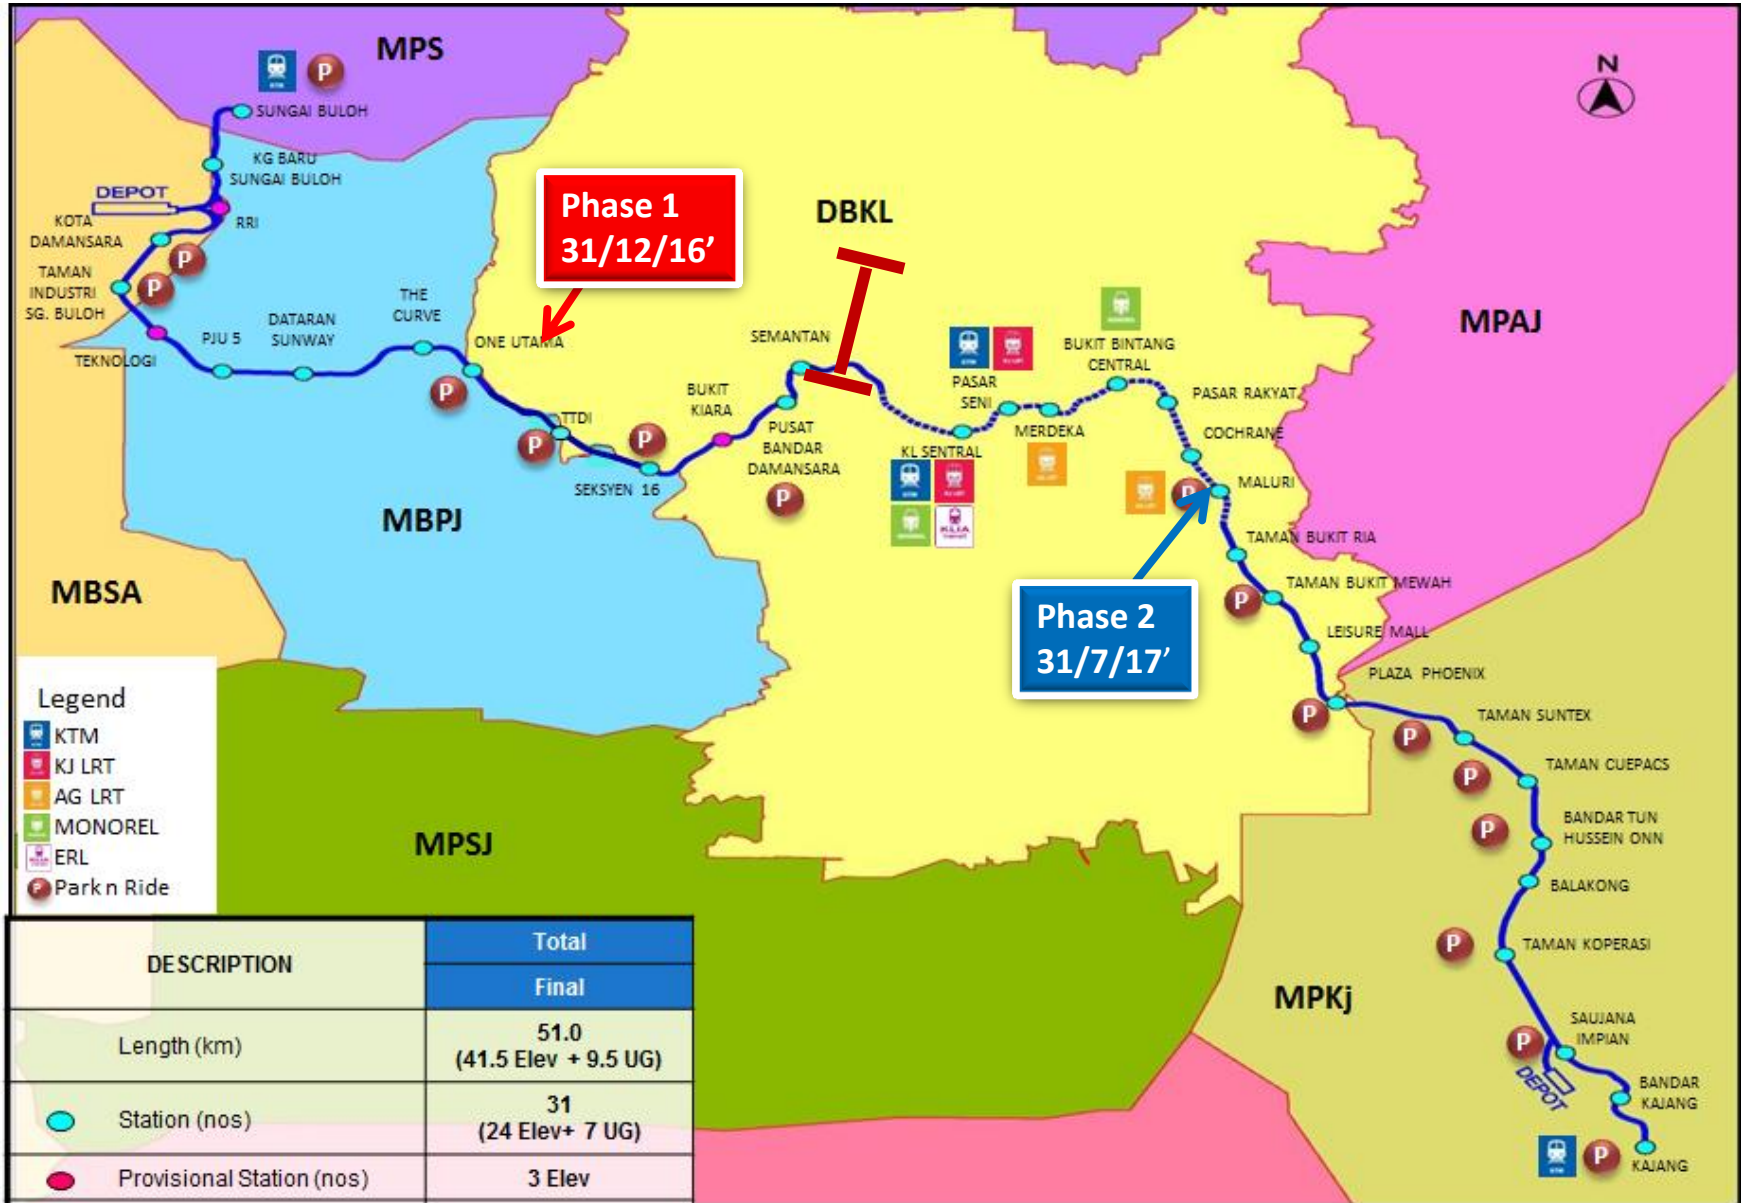 MPS
N
P
SUNGAI BULOH
KG BARU
SUNGAI BULOH
DEPOT
RRI
KOTA
DAMANSARA
P
TAMAN
INDUSTRI
SG. BULOH
P
TEKNOLOGI
PJU 5
DATARAN
SUNWAY
THE
CURVE
ONE UTAMA
P
Phase 1
31/12/16’
DBKL
MPAJ
TTDI
P
P
SEKSYEN 16
BUKIT
KIARA
SEMANTAN
PUSAT
BANDAR
DAMANSARA
P
KL SENTRAL
KLIA
PASAR
SENI
MERDEKA
BUKIT BINTANG
CENTRAL
PASAR RAKYAT
COCHRANE
P
MALURI
TAMAN BUKIT RIA
P
TAMAN BUKIT MEWAH
LEISURE MALL
PLAZA PHOENIX
P
Phase 2
31/7/17’
MBPJ
MBSA
MPSJ
MPKj
P
TAMAN SUNTEX
P
TAMAN CUEPACS
P
BANDAR TUN
HUSSEIN ONN
BALAKONG
P
TAMAN KOPERASI
SAUJANA
IMPIAN
P
DEPOT
BANDAR
KAJANG
P
KAJANG
Legend
KTM
KJ LRT
AG LRT
MONOREL
ERL
P Park n Ride
DESCRIPTION
Total
Final
Length (km)
51.0
(41.5 Elev + 9.5 UG)
Station (nos)
31
(24 Elev+ 7 UG)
Provisional Station (nos)
3 Elev